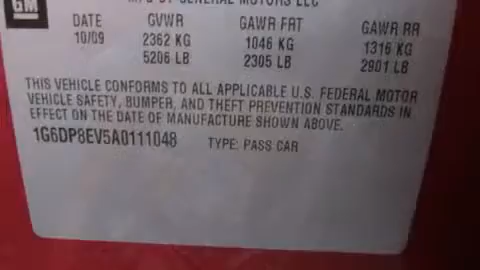 GM
MFD BY GENERAL MOTORS LLC
DATE GVWR GAWR FRT GAWR RR
10/09 2362 KG 1046 KG 1316 KG
5206 LB 2305 LB 2901 LB
THIS VEHICLE CONFORMS TO ALL APPLICABLE U.S. FEDERAL MOTOR
VEHICLE SAFETY, BUMPER, AND THEFT PREVENTION STANDARDS IN
EFFECT ON THE DATE OF MANUFACTURE SHOWN ABOVE.
1G6DP8EV5A0111048 TYPE: PASS CAR